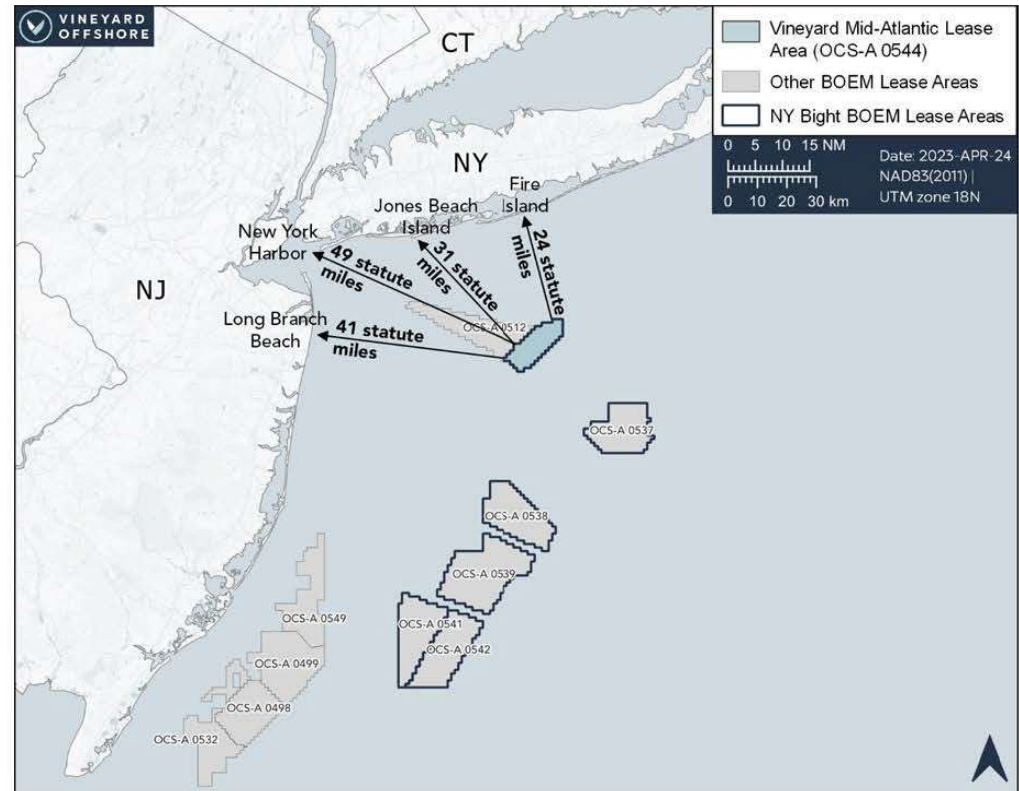 VINEYARD
OFFSHORE
CT
NY
NJ
Fire
Island
Jones Beach
Island
New York
Harbor
Long Branch
Beach
49 statute
miles
31 statute
miles
24 statute
miles
41 statute
miles
OCS-A 0512
OCS-A 0537
OCS-A 0538
OCS-A 0539
OCS-A 0541
OCS-A 0542
OCS-A 0549
OCS-A 0499
OCS-A 0498
OCS-A 0532
Vineyard Mid-Atlantic Lease
Area (OCS-A 0544)
Other BOEM Lease Areas
NY Bight BOEM Lease Areas
0 5 10 15 NM
0 10 20 30 km
Date: 2023-APR-24
NAD83(2011) |
UTM zone 18N